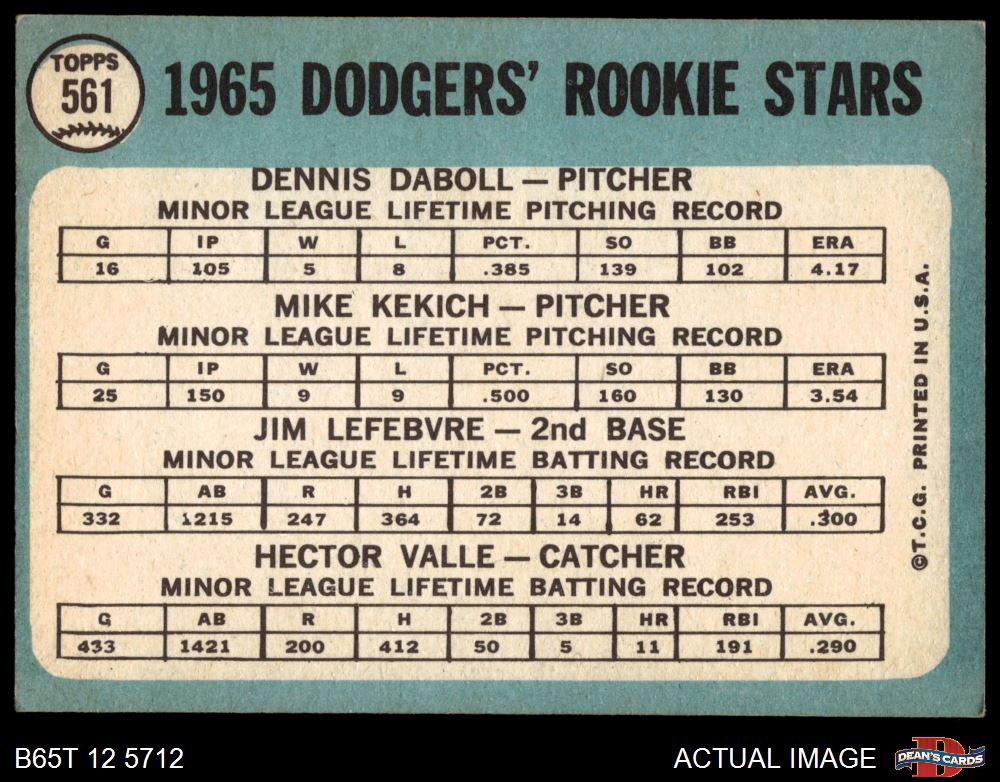 TOPPS
561
1965 DODGERS' ROOKIE STARS
DENNIS DABOLL — PITCHER
MINOR LEAGUE LIFETIME PITCHING RECORD
G IP W L PCT. SO BB ERA
16 105 5 8 .385 139 102 4.17
MIKE KEKICH — PITCHER
MINOR LEAGUE LIFETIME PITCHING RECORD
G IP W L PCT. SO BB ERA
25 150 9 9 .500 160 130 3.54
JIM LEFEBVRE — 2nd BASE
MINOR LEAGUE LIFETIME BATTING RECORD
G AB R H 2B 3B HR RBI AVG.
332 1215 247 364 72 14 62 253 .300
HECTOR VALLE — CATCHER
MINOR LEAGUE LIFETIME BATTING RECORD
G AB R H 2B 3B HR RBI AVG.
433 1421 200 412 50 5 11 191 .290
©T.C.G. PRINTED IN U.S.A.
B65T 12 5712
ACTUAL IMAGE
D
DEAN'S CARDS